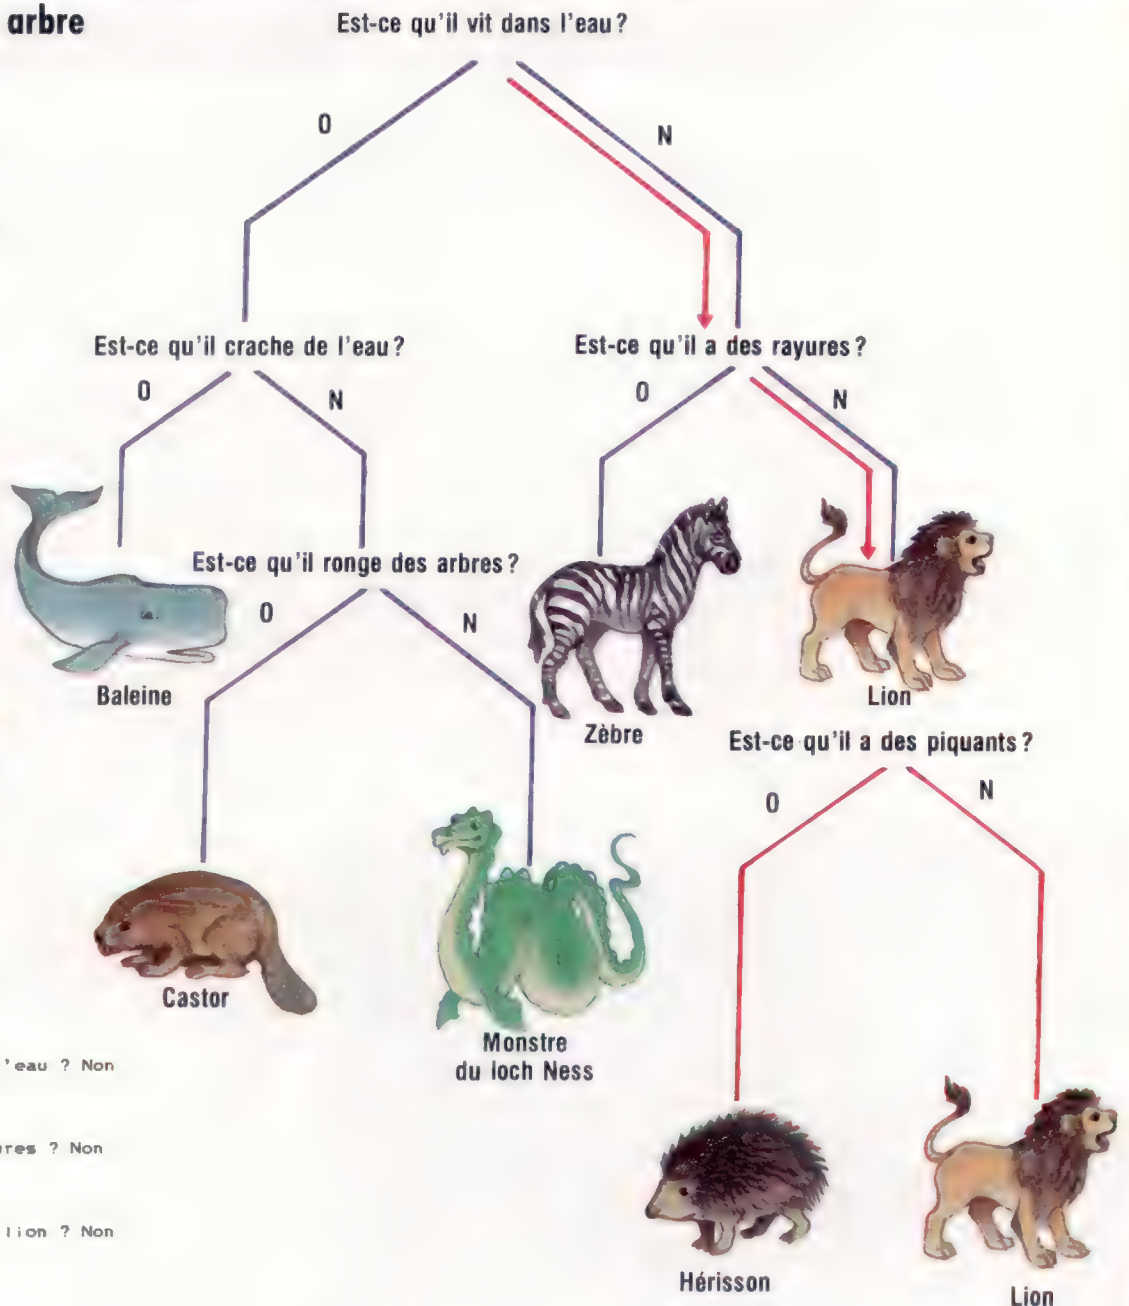 arbre
Est-ce qu'il vit dans l'eau ?
O
N
Est-ce qu'il crache de l'eau ?
Est-ce qu'il a des rayures ?
O
N
O
N
Est-ce qu'il ronge des arbres ?
O
N
Baleine
Zèbre
Lion
Est-ce qu'il a des piquants ?
O
N
Castor
Monstre
du loch Ness
'eau ? Non
res ? Non
lion ? Non
Hérisson
Lion